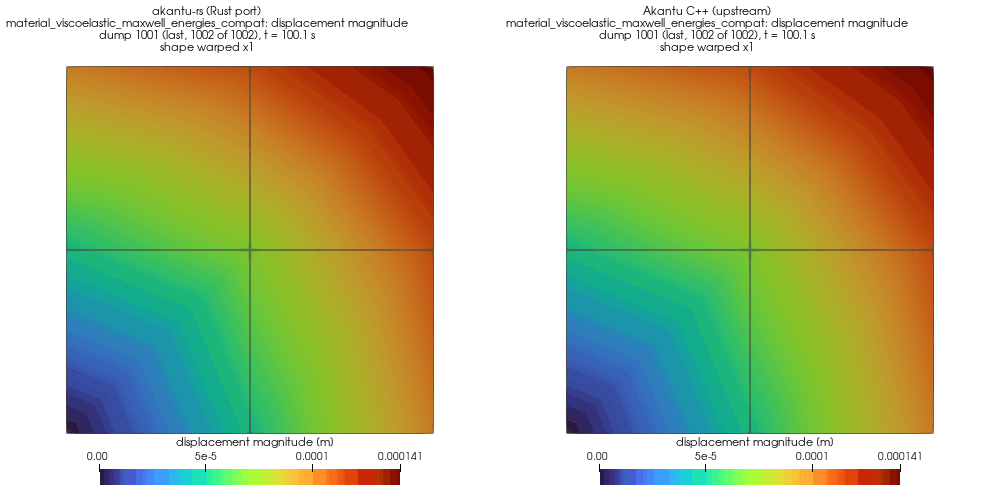 akantu-rs (Rust port)
material_viscoelastic_maxwell_energies_compat: displacement magnitude
dump 1001 (last, 1002 of 1002), t = 100.1 s
shape warped x1
displacement magnitude (m)
0.00 5e-5 0.0001 0.000141
Akantu C++ (upstream)
material_viscoelastic_maxwell_energies_compat: displacement magnitude
dump 1001 (last, 1002 of 1002), t = 100.1 s
shape warped x1
displacement magnitude (m)
0.00 5e-5 0.0001 0.000141